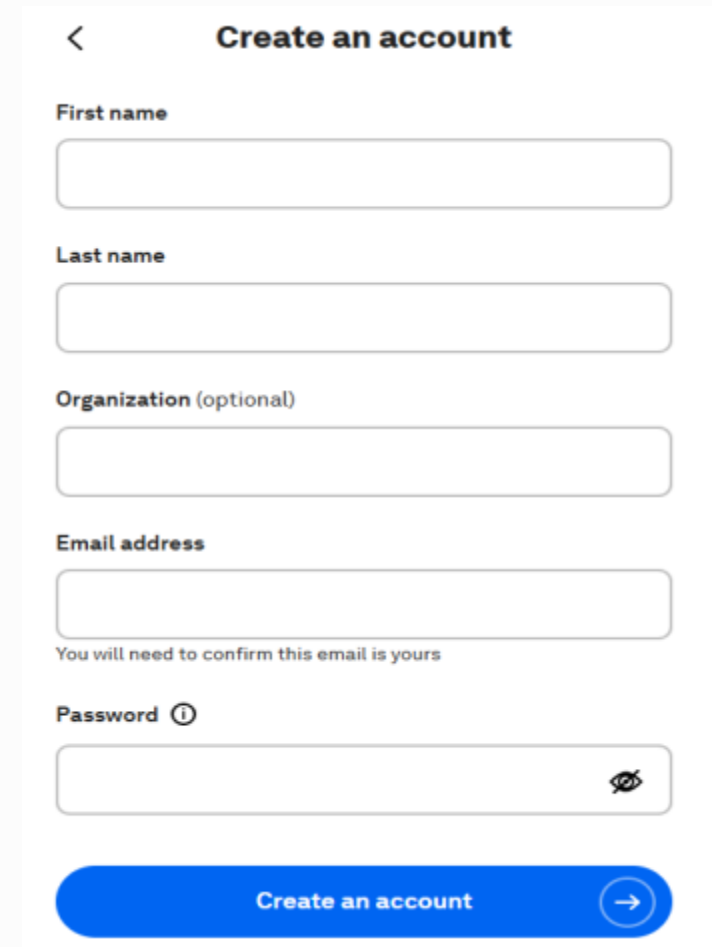 Create an account
First name
Last name
Organization (optional)
Email address
You will need to confirm this email is yours
Password
Create an account